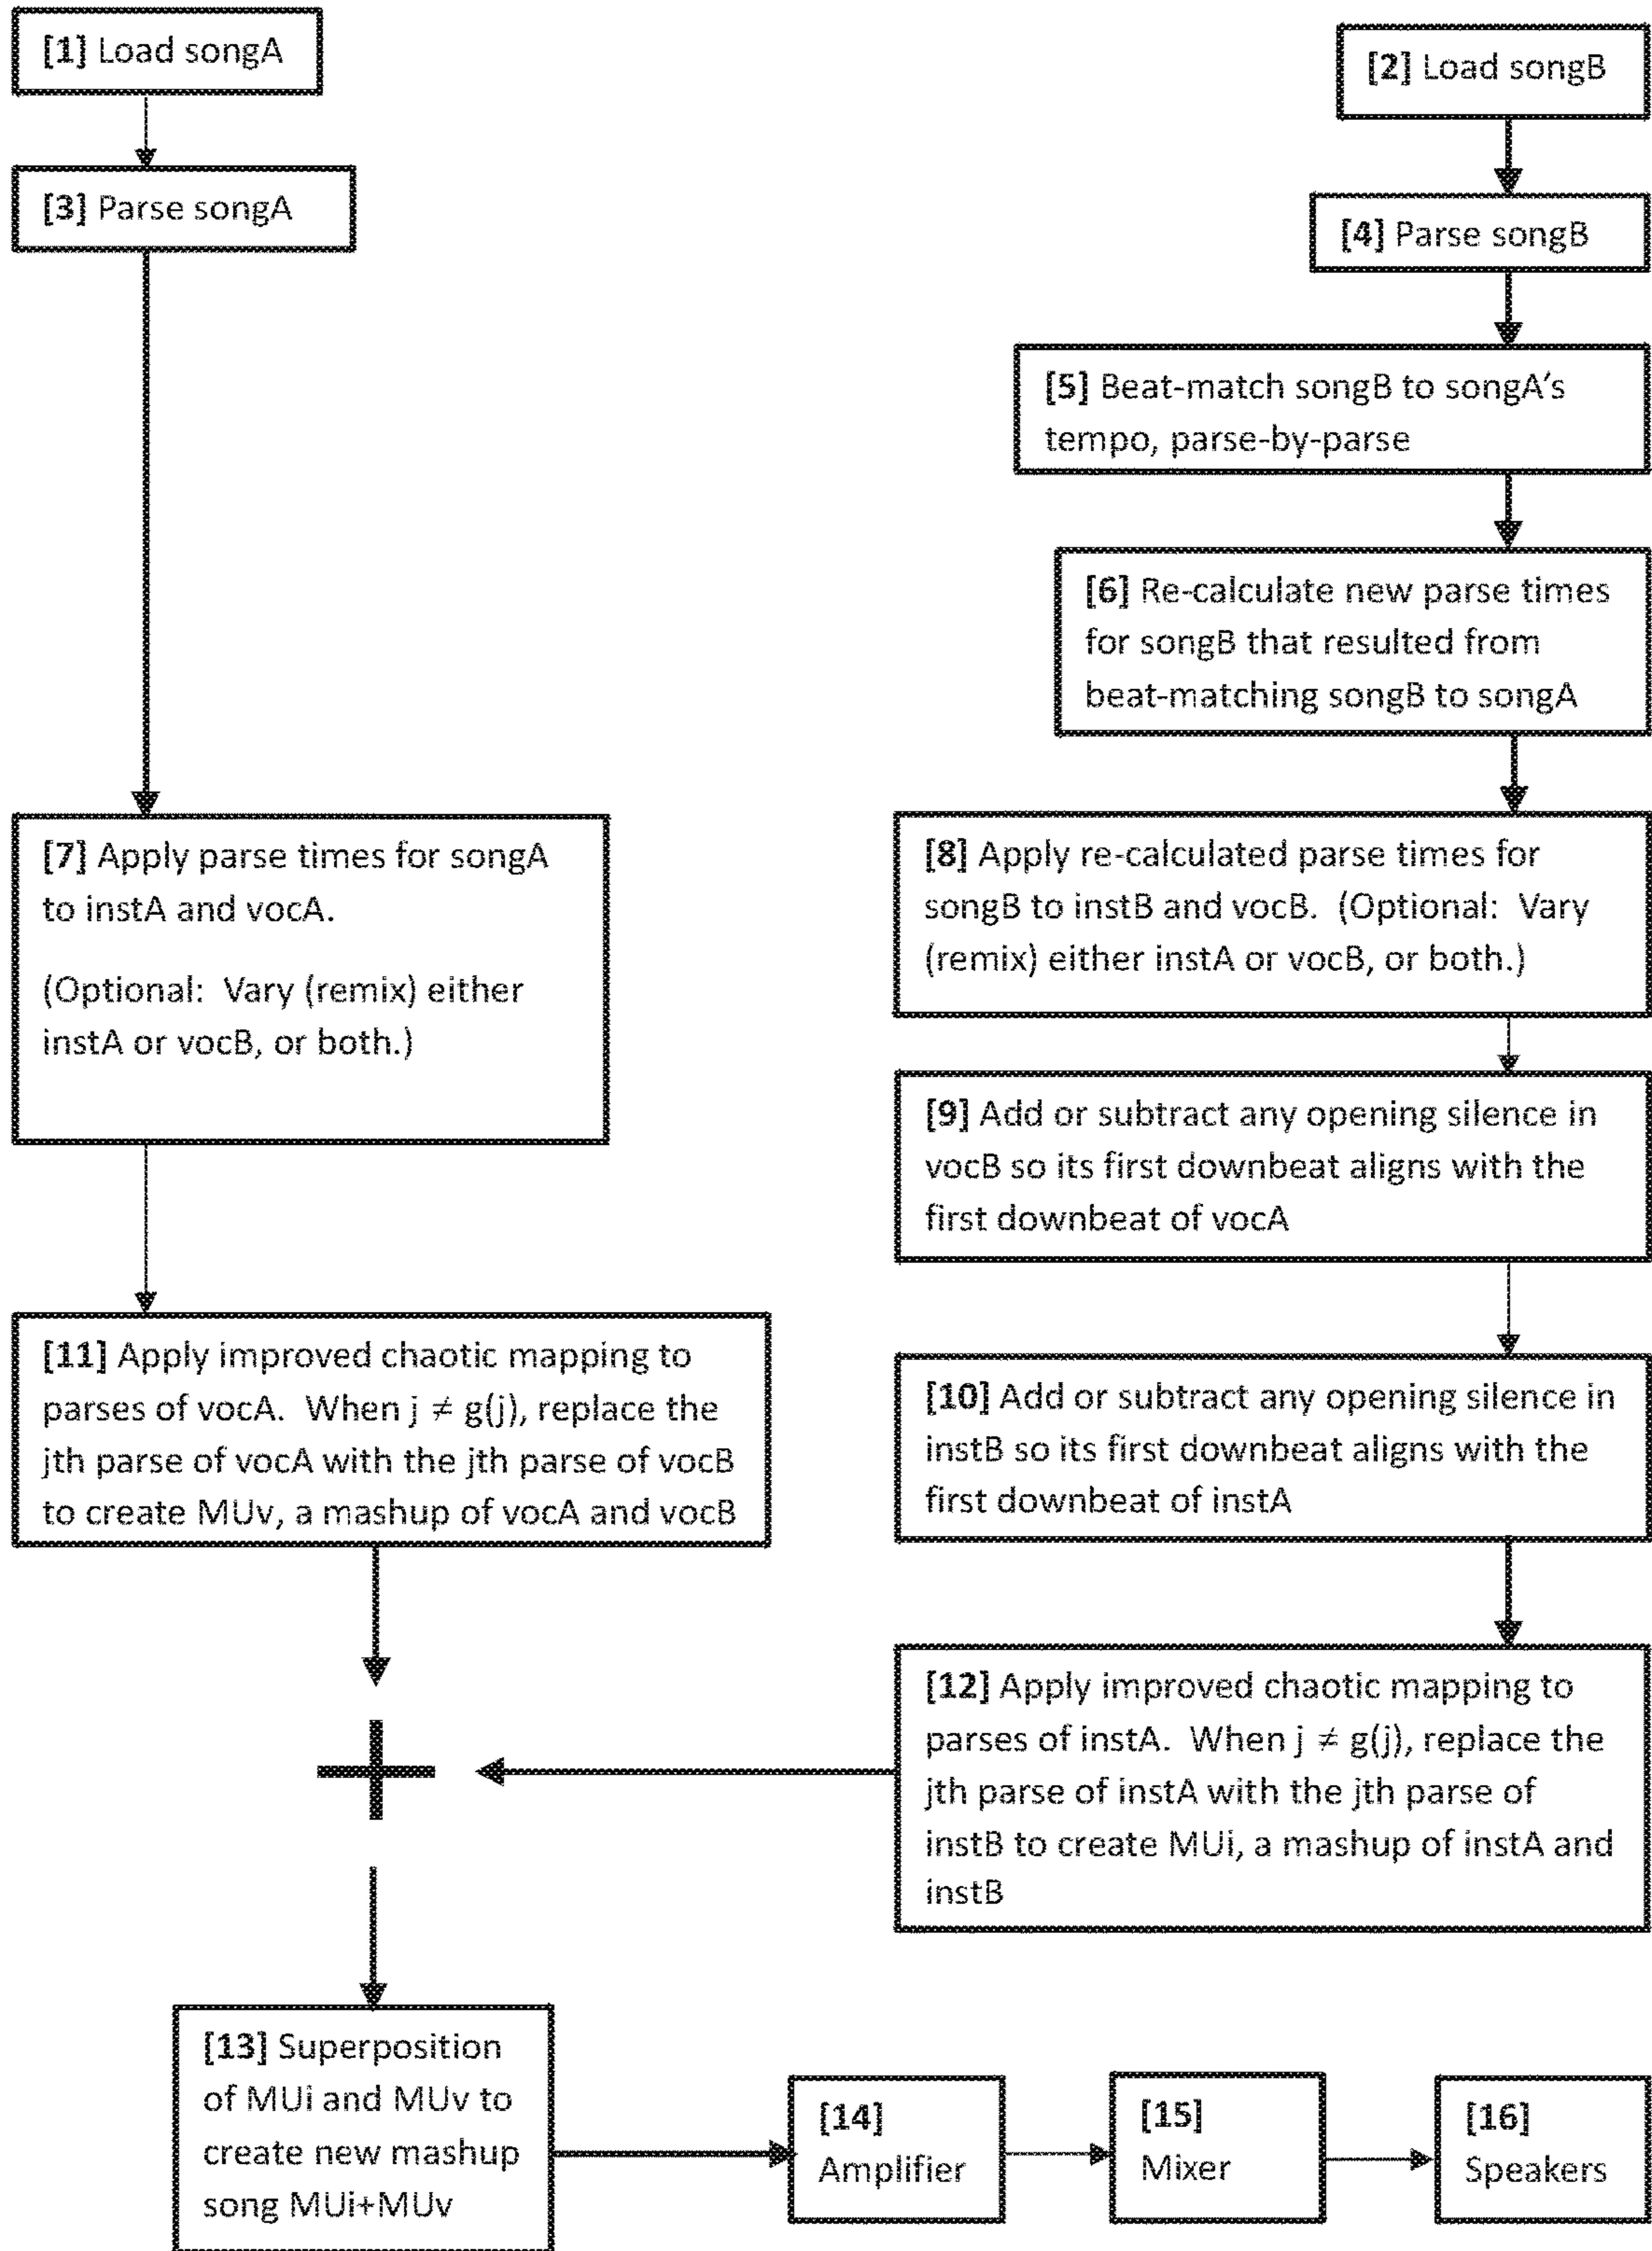 [1] Load songA
[2] Load songB
[3] Parse songA
[4] Parse songB
[5] Beat-match songB to songA's
tempo, parse-by-parse
[6] Re-calculate new parse times
for songB that resulted from
beat-matching songB to songA
[7] Apply parse times for songA
to instA and vocA.
(Optional: Vary (remix) either
instA or vocB, or both.)
[8] Apply re-calculated parse times for
songB to instB and vocB. (Optional: Vary
(remix) either instA or vocB, or both.)
[9] Add or subtract any opening silence in
vocB so its first downbeat aligns with the
first downbeat of vocA
[11] Apply improved chaotic mapping to
parses of vocA. When j ≠ g(j), replace the
jth parse of vocA with the jth parse of vocB
to create MUv, a mashup of vocA and vocB
[10] Add or subtract any opening silence in
instB so its first downbeat aligns with the
first downbeat of instA
[12] Apply improved chaotic mapping to
parses of instA. When j ≠ g(j), replace the
jth parse of instA with the jth parse of
instB to create MUi, a mashup of instA and
instB
+
[13] Superposition
of MUi and MUv to
create new mashup
song MUi+MUv
[14]
Amplifier
[15]
Mixer
[16]
Speakers